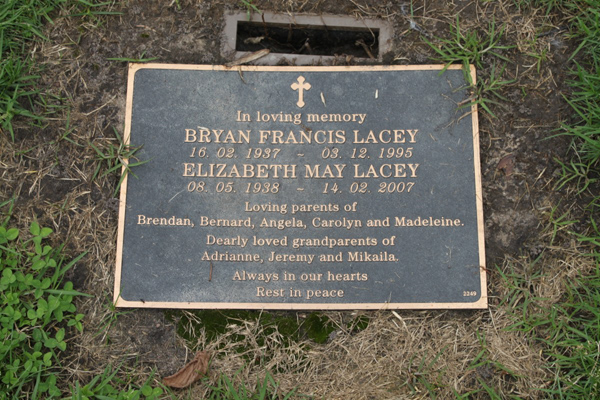 In loving memory
BRYAN FRANCIS LACEY
16. 02. 1937 - 03. 12. 1995
ELIZABETH MAY LACEY
08. 05. 1938 - 14. 02. 2007
Loving parents of
Brendan, Bernard, Angela, Carolyn and Madeleine.
Dearly loved grandparents of
Adrianne, Jeremy and Mikaila.
Always in our hearts
Rest in peace
2249